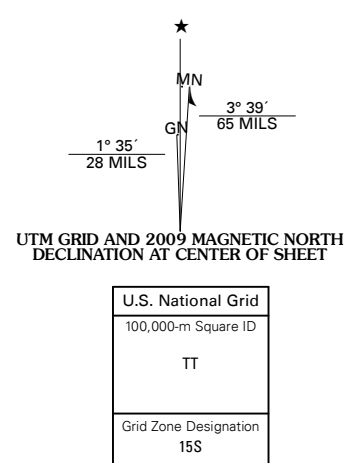 ★
MN
GN
3° 39´
65 MILS
1° 35´
28 MILS
UTM GRID AND 2009 MAGNETIC NORTH
DECLINATION AT CENTER OF SHEET
U.S. National Grid
100,000-m Square ID
TT
Grid Zone Designation
15S